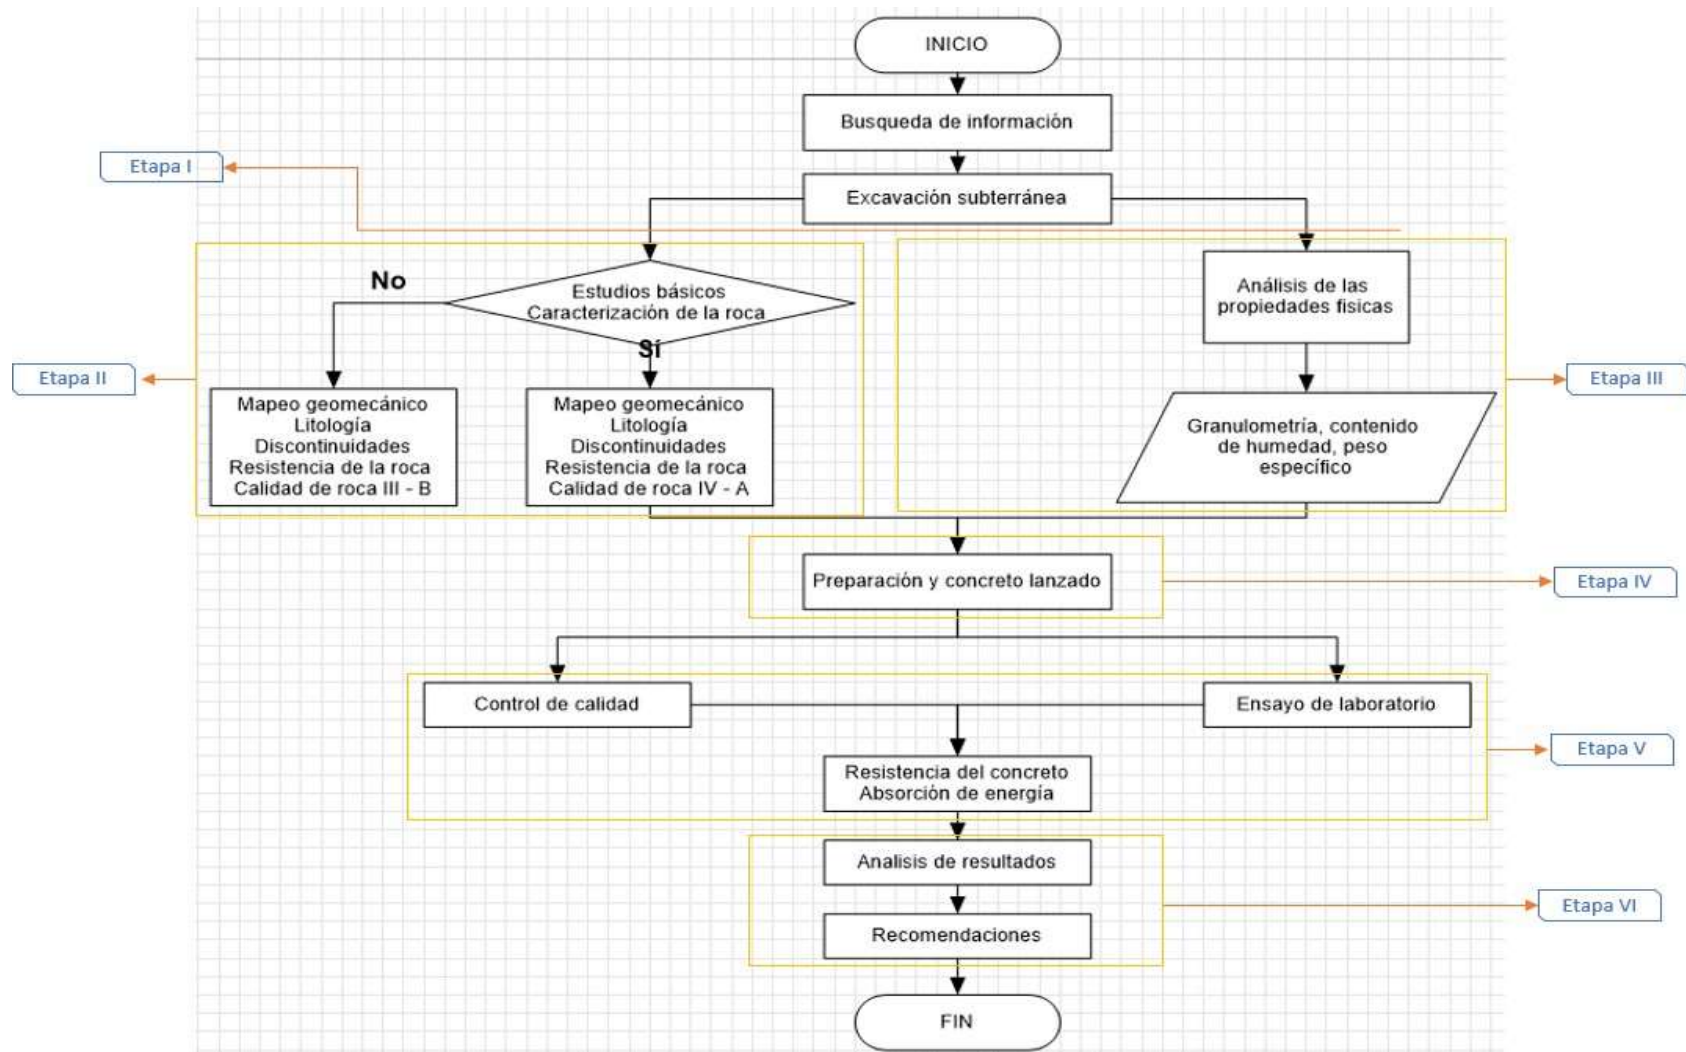 INICIO
Busqueda de información
Etapa I
Excavación subterránea
No
Estudios básicos
Caracterización de la roca
Sí
Análisis de las
propiedades fisicas
Etapa II
Etapa III
Mapeo geomecánico
Litología
Discontinuidades
Resistencia de la roca
Calidad de roca III - B
Mapeo geomecánico
Litología
Discontinuidades
Resistencia de la roca
Calidad de roca IV - A
Granulometría, contenido
de humedad, peso
específico
Preparación y concreto lanzado
Etapa IV
Control de calidad
Ensayo de laboratorio
Etapa V
Resistencia del concreto
Absorción de energía
Analisis de resultados
Etapa VI
Recomendaciones
FIN